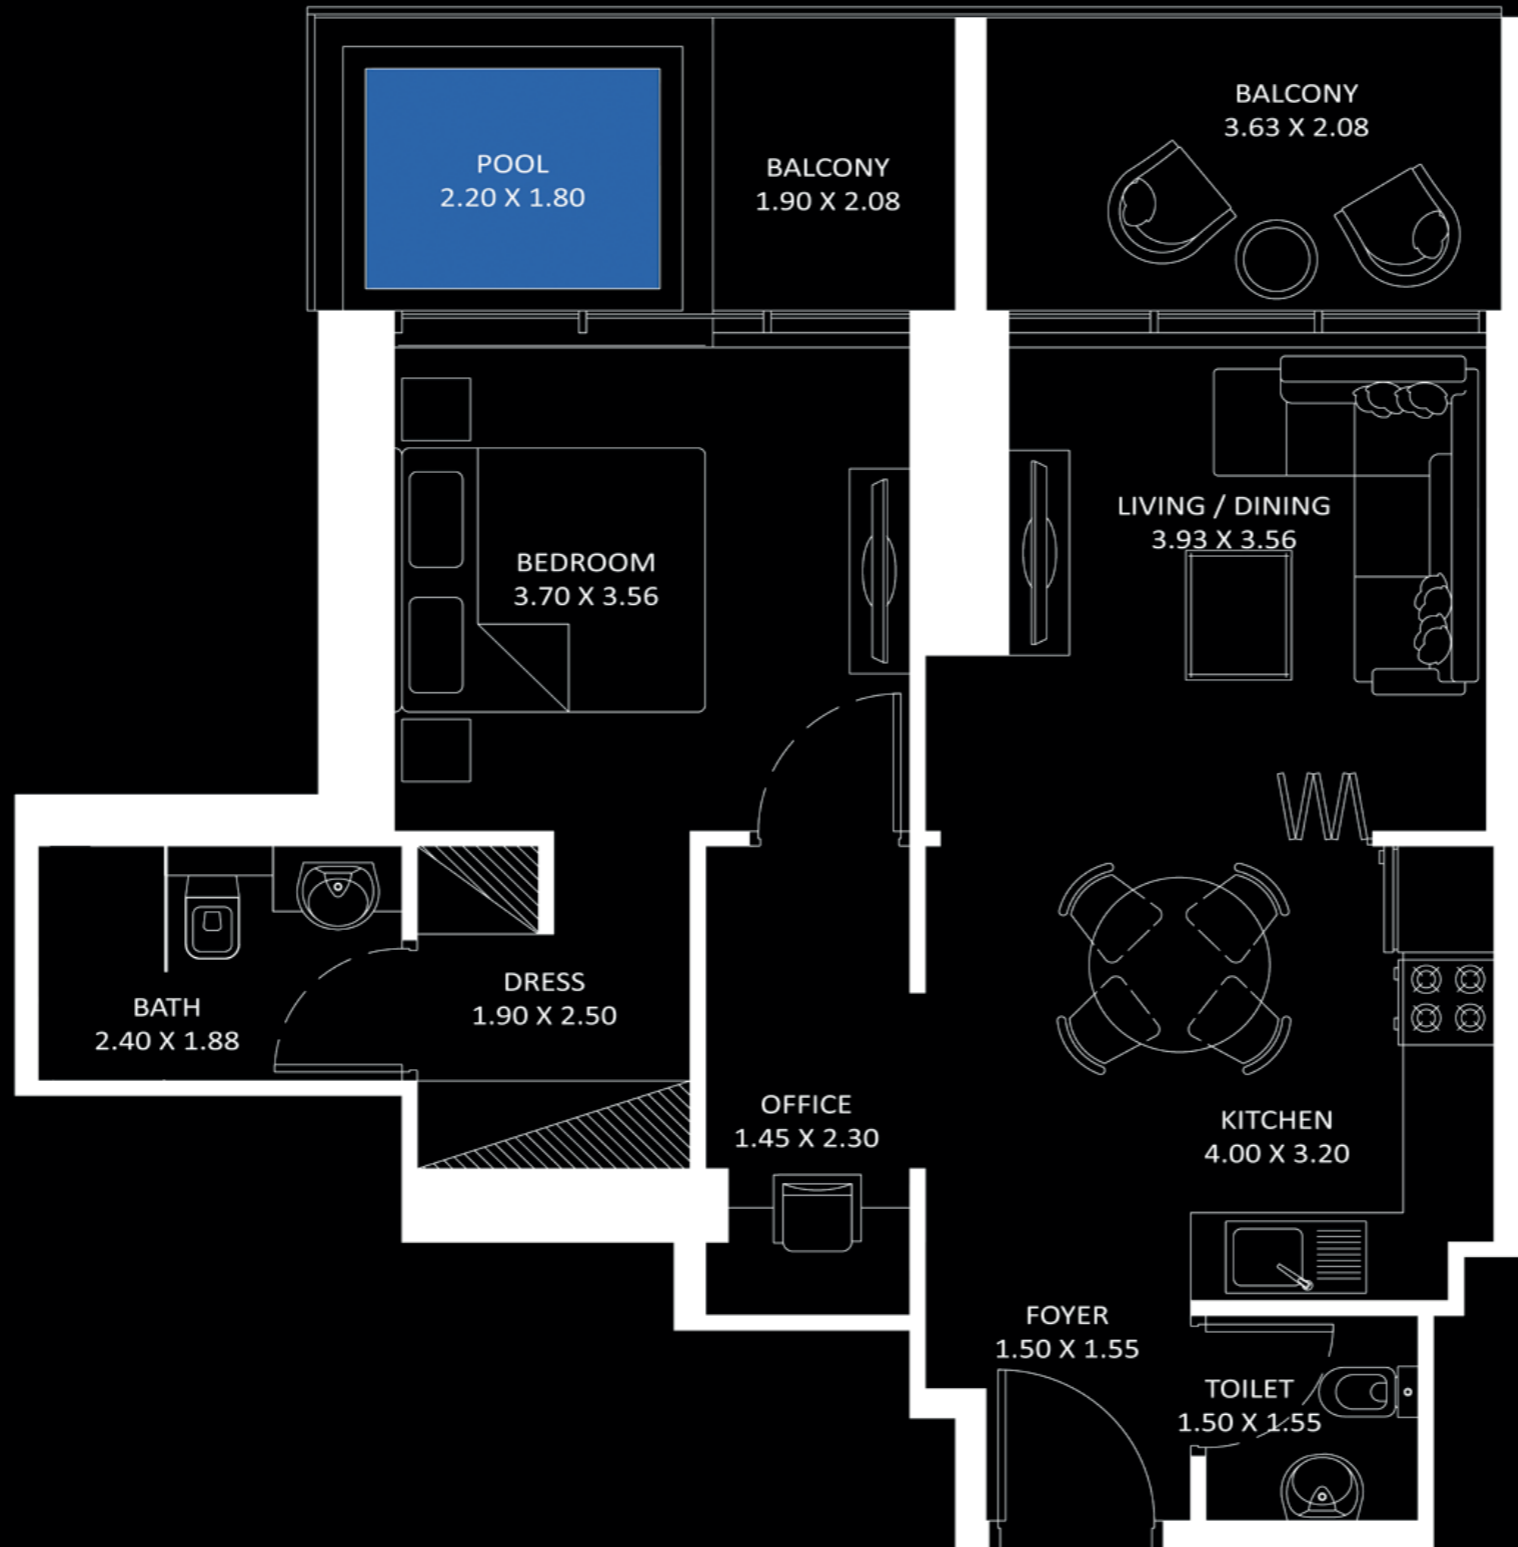 BALCONY
3.63 X 2.08
POOL
2.20 X 1.80
BALCONY
1.90 X 2.08
LIVING / DINING
3.93 X 3.56
BEDROOM
3.70 X 3.56
DRESS
1.90 X 2.50
BATH
2.40 X 1.88
OFFICE
1.45 X 2.30
KITCHEN
4.00 X 3.20
FOYER
1.50 X 1.55
TOILET
1.50 X 1.55